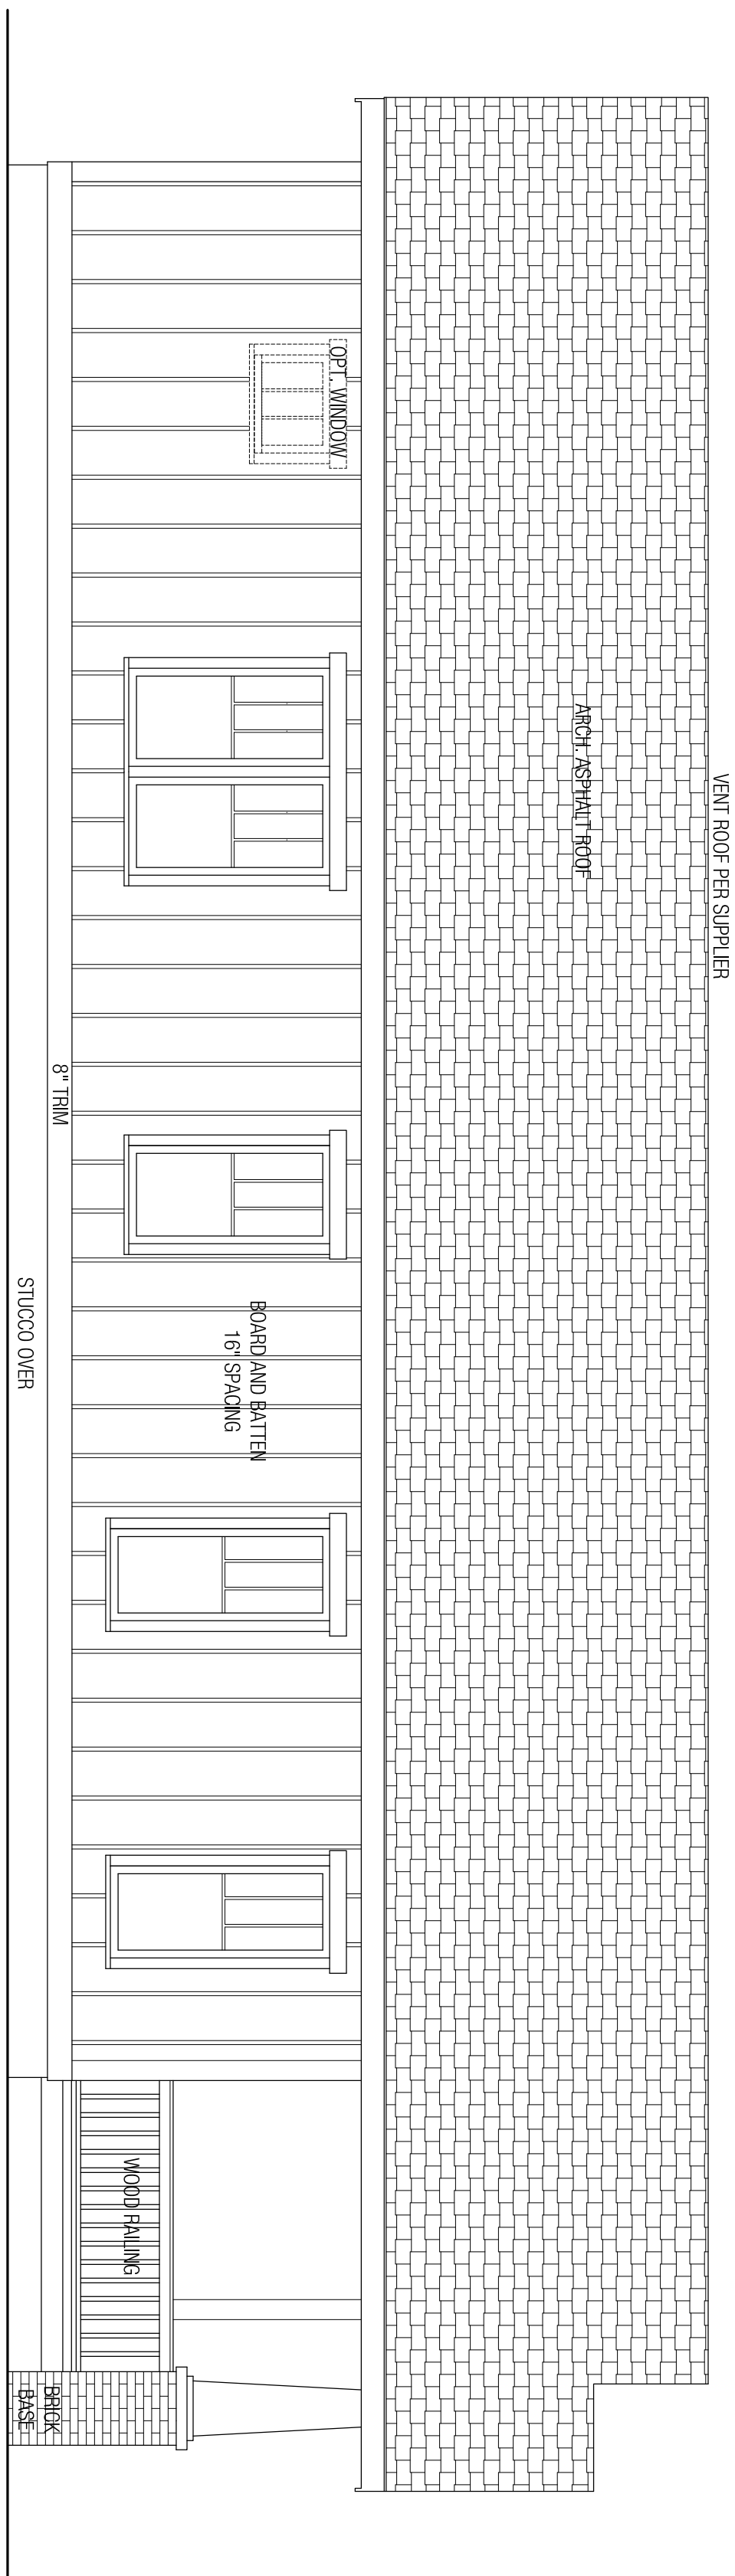 VENT ROOF PER SUPPLIER
ARCH. ASPHALT ROOF
OPT. WINDOW
BOARD AND BATTEN
16" SPACING
WOOD RAILING
8" TRIM
BRICK
BASE
STUCCO OVER